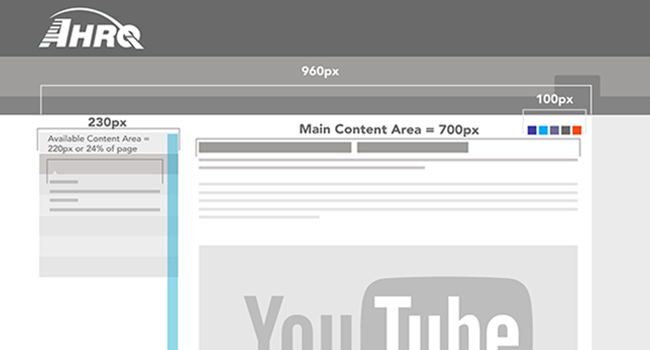 AHRQ
960px
100px
230px
Main Content Area = 700px
Available Content Area =
220px or 24% of page
YouTube